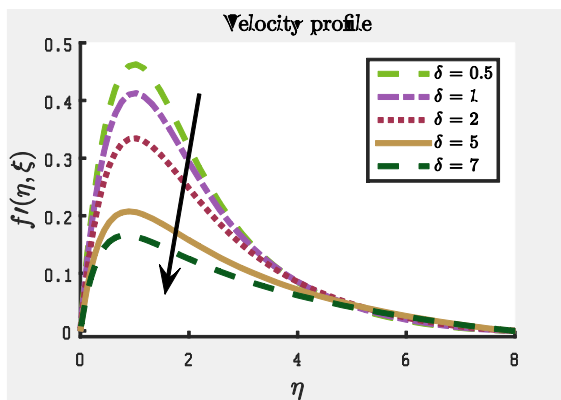 Velocity profile
0.5
0.4
0.3
0.2
0.1
0
f′(η, ξ)
0 2 4 6 8
η
δ = 0.5
δ = 1
δ = 2
δ = 5
δ = 7